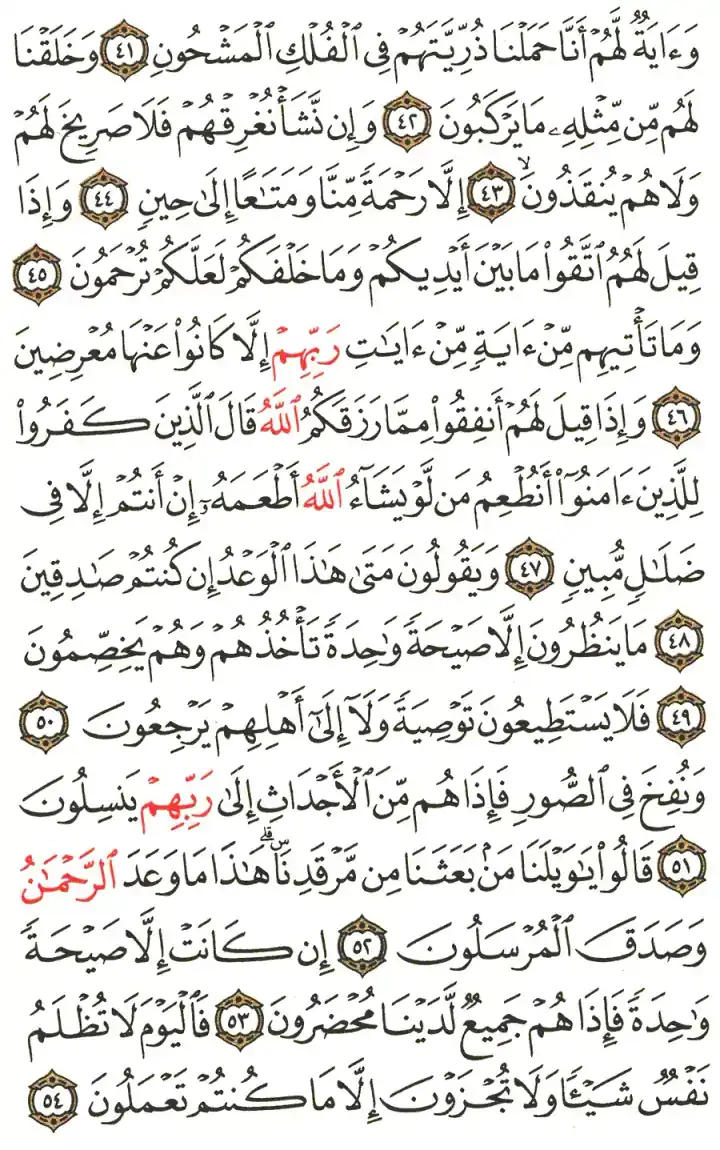 وَءَايَةٌ لَّهُمْ أَنَّا حَمَلْنَا ذُرِّيَّتَهُمْ فِى ٱلْفُلْكِ ٱلْمَشْحُونِ ٤١ وَخَلَقْنَا
لَهُم مِّن مِّثْلِهِۦ مَا يَرْكَبُونَ ٤٢ وَإِن نَّشَأْ نُغْرِقْهُمْ فَلَا صَرِيخَ لَهُمْ
وَلَا هُمْ يُنقَذُونَ ۙ ٤٣ إِلَّا رَحْمَةً مِّنَّا وَمَتَٰعًا إِلَىٰ حِينٍ ٤٤ وَإِذَا
قِيلَ لَهُمُ ٱتَّقُوا۟ مَا بَيْنَ أَيْدِيكُمْ وَمَا خَلْفَكُمْ لَعَلَّكُمْ تُرْحَمُونَ ٤٥
وَمَا تَأْتِيهِم مِّنْ ءَايَةٍ مِّنْ ءَايَٰتِ رَبِّهِمْ إِلَّا كَانُوا۟ عَنْهَا مُعْرِضِينَ
٤٦ وَإِذَا قِيلَ لَهُمْ أَنفِقُوا۟ مِمَّا رَزَقَكُمُ ٱللَّهُ قَالَ ٱلَّذِينَ كَفَرُوا۟
لِلَّذِينَ ءَامَنُوٓا۟ أَنُطْعِمُ مَن لَّوْ يَشَآءُ ٱللَّهُ أَطْعَمَهُۥٓ إِنْ أَنتُمْ إِلَّا فِى
ضَلَٰلٍ مُّبِينٍ ٤٧ وَيَقُولُونَ مَتَىٰ هَٰذَا ٱلْوَعْدُ إِن كُنتُمْ صَٰدِقِينَ
٤٨ مَا يَنظُرُونَ إِلَّا صَيْحَةً وَٰحِدَةً تَأْخُذُهُمْ وَهُمْ يَخِصِّمُونَ
٤٩ فَلَا يَسْتَطِيعُونَ تَوْصِيَةً وَلَآ إِلَىٰٓ أَهْلِهِمْ يَرْجِعُونَ ٥٠
وَنُفِخَ فِى ٱلصُّورِ فَإِذَا هُم مِّنَ ٱلْأَجْدَاثِ إِلَىٰ رَبِّهِمْ يَنسِلُونَ
٥١ قَالُوا۟ يَٰوَيْلَنَا مَنۢ بَعَثَنَا مِن مَّرْقَدِنَا ۜ ۗ هَٰذَا مَا وَعَدَ ٱلرَّحْمَٰنُ
وَصَدَقَ ٱلْمُرْسَلُونَ ٥٢ إِن كَانَتْ إِلَّا صَيْحَةً
وَٰحِدَةً فَإِذَا هُمْ جَمِيعٌ لَّدَيْنَا مُحْضَرُونَ ٥٣ فَٱلْيَوْمَ لَا تُظْلَمُ
نَفْسٌ شَيْـًٔا وَلَا تُجْزَوْنَ إِلَّا مَا كُنتُمْ تَعْمَلُونَ ٥٤